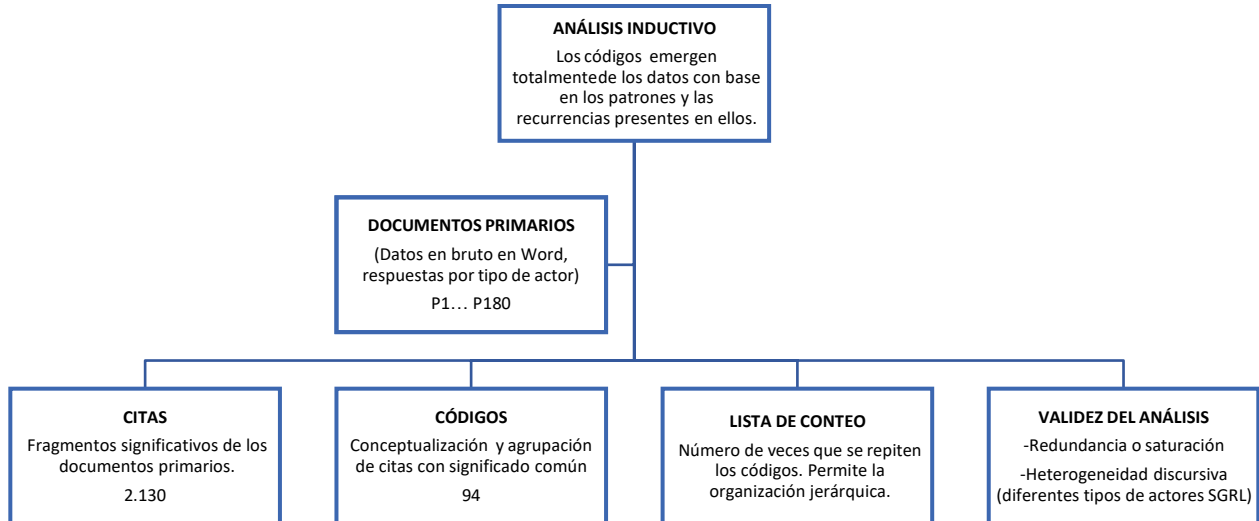 ANÁLISIS INDUCTIVO
Los códigos emergen
totalmentede los datos con base
en los patrones y las
recurrencias presentes en ellos.
DOCUMENTOS PRIMARIOS
(Datos en bruto en Word,
respuestas por tipo de actor)
P1... P180
CITAS
Fragmentos significativos de los
documentos primarios.
2.130
CÓDIGOS
Conceptualización y agrupación
de citas con significado común
94
LISTA DE CONTEO
Número de veces que se repiten
los códigos. Permite la
organización jerárquica.
VALIDEZ DEL ANÁLISIS
-Redundancia o saturación
-Heterogeneidad discursiva
(diferentes tipos de actores SGRL)